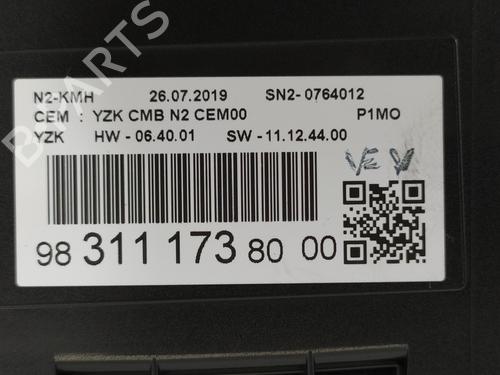 B-PARTS
N2-KMH 26.07.2019 SN2- 0764012
CEM : YZK CMB N2 CEM00 P1MO
YZK HW - 06.40.01 SW - 11.12.44.00
98 311 173 80 00